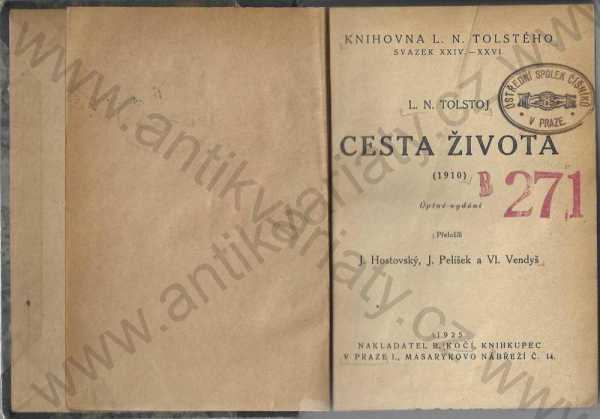 KNIHOVNA L. N. TOLSTÉHO
SVAZEK XXIV.—XXVI.
ÚSTŘEDNÍ SPOLEK ČÍŠNÍKŮ
V PRAZE.
L. N. TOLSTOJ
CESTA ŽIVOTA
(1910)
B 271
Úplné vydání
Přeložili
J. Hostovský, J. Pelíšek a Vl. Vendyš
1925
NAKLADATEL B. KOČÍ, KNIHKUPEC
V PRAZE I., MASARYKOVO NÁBŘEŽÍ Č. 14.
www.antikvariaty.cz
www.antikvariaty.cz